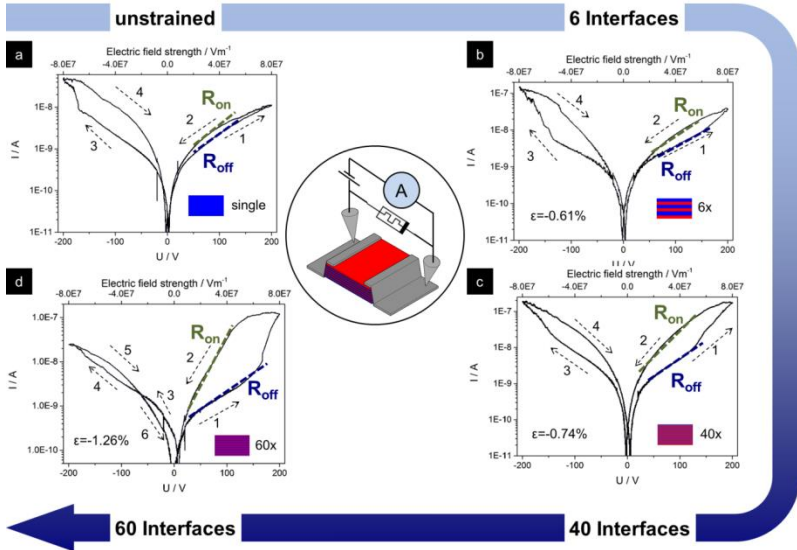 unstrained
6 Interfaces
a
Electric field strength / Vm⁻¹
-8.0E7 -4.0E7 0.0 4.0E7 8.0E7
1E-8
1E-9
1E-10
1E-11
I / A
4
3
2
1
Ron
Roff
single
-200 -100 0 100 200
U / V
b
Electric field strength / Vm⁻¹
-8.0E7 -4.0E7 0.0 4.0E7 8.0E7
1E-7
1E-8
1E-9
1E-10
1E-11
I / A
4
3
2
1
Ron
Roff
ε=-0.61%
6x
-200 -100 0 100 200
U / V
A
d
Electric field strength / Vm⁻¹
-8.0E7 -4.0E7 0.0 4.0E7 8.0E7
1.0E-7
1.0E-8
1.0E-9
1.0E-10
I / A
5
4
3
6
2
1
Ron
Roff
ε=-1.26%
60x
-200 -100 0 100 200
U / V
c
Electric field strength / Vm⁻¹
-8.0E7 -4.0E7 0.0 4.0E7 8.0E7
1E-7
1E-8
1E-9
1E-10
1E-11
I / A
4
3
2
1
Ron
Roff
ε=-0.74%
40x
-200 -100 0 100 200
U / V
60 Interfaces
40 Interfaces